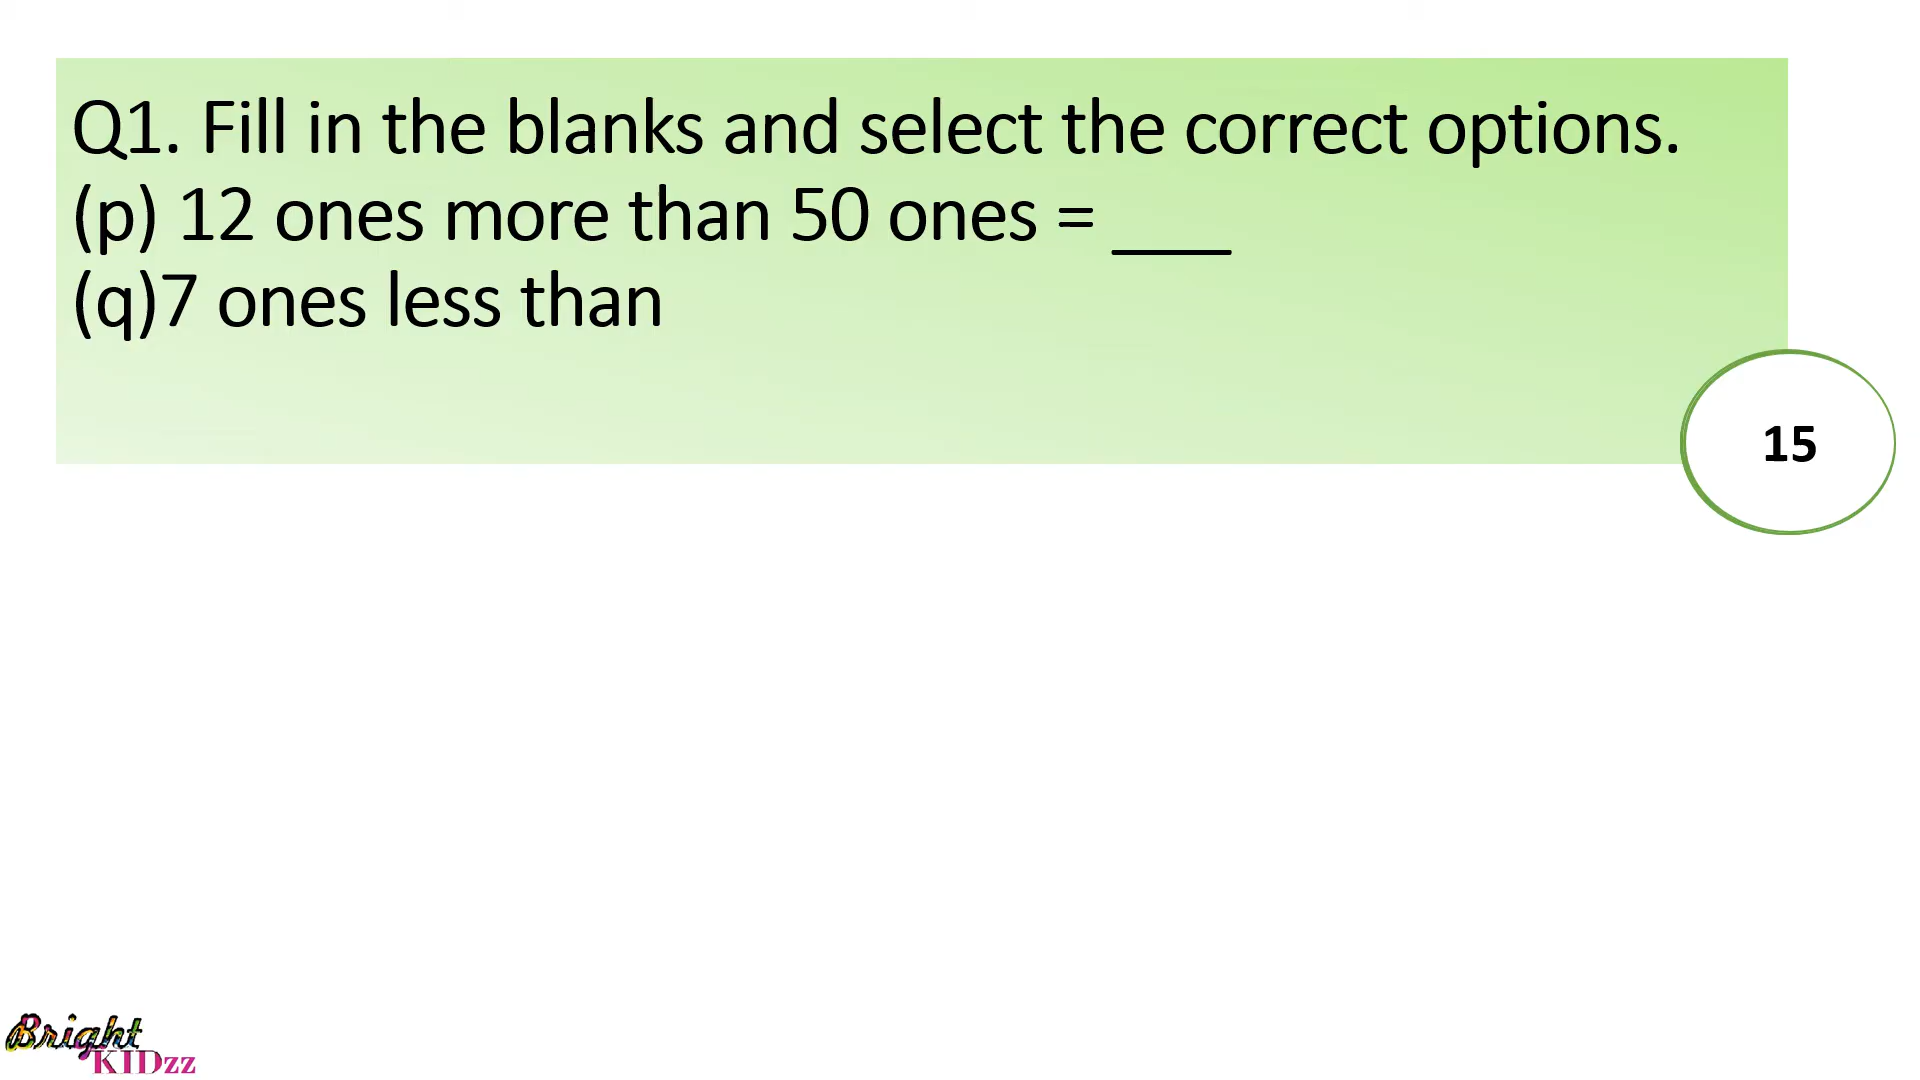 Q1. Fill in the blanks and select the correct options.
(p) 12 ones more than 50 ones = ___
(q)7 ones less than
15
Bright
KIDzz